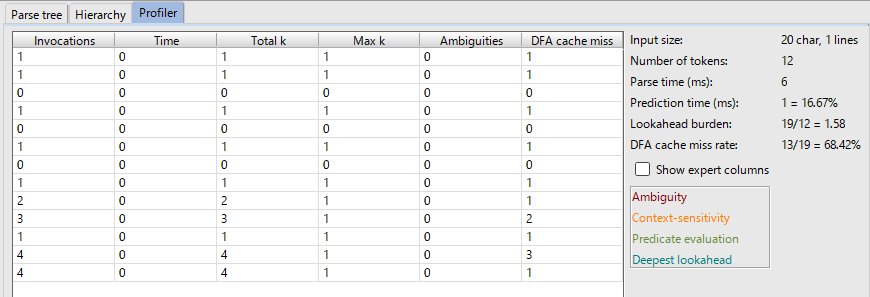 Parse tree Hierarchy Profiler
Invocations Time Total k Max k Ambiguities DFA cache miss
1 0 1 1 0 1
1 0 1 1 0 1
0 0 0 0 0 0
1 0 1 1 0 1
0 0 0 0 0 0
1 0 1 1 0 1
0 0 0 0 0 0
1 0 1 1 0 1
2 0 2 1 0 1
3 0 3 1 0 2
1 0 1 1 0 1
4 0 4 1 0 3
4 0 4 1 0 1
Input size: 20 char, 1 lines
Number of tokens: 12
Parse time (ms): 6
Prediction time (ms): 1 = 16.67%
Lookahead burden: 19/12 = 1.58
DFA cache miss rate: 13/19 = 68.42%
Show expert columns
Ambiguity
Context-sensitivity
Predicate evaluation
Deepest lookahead